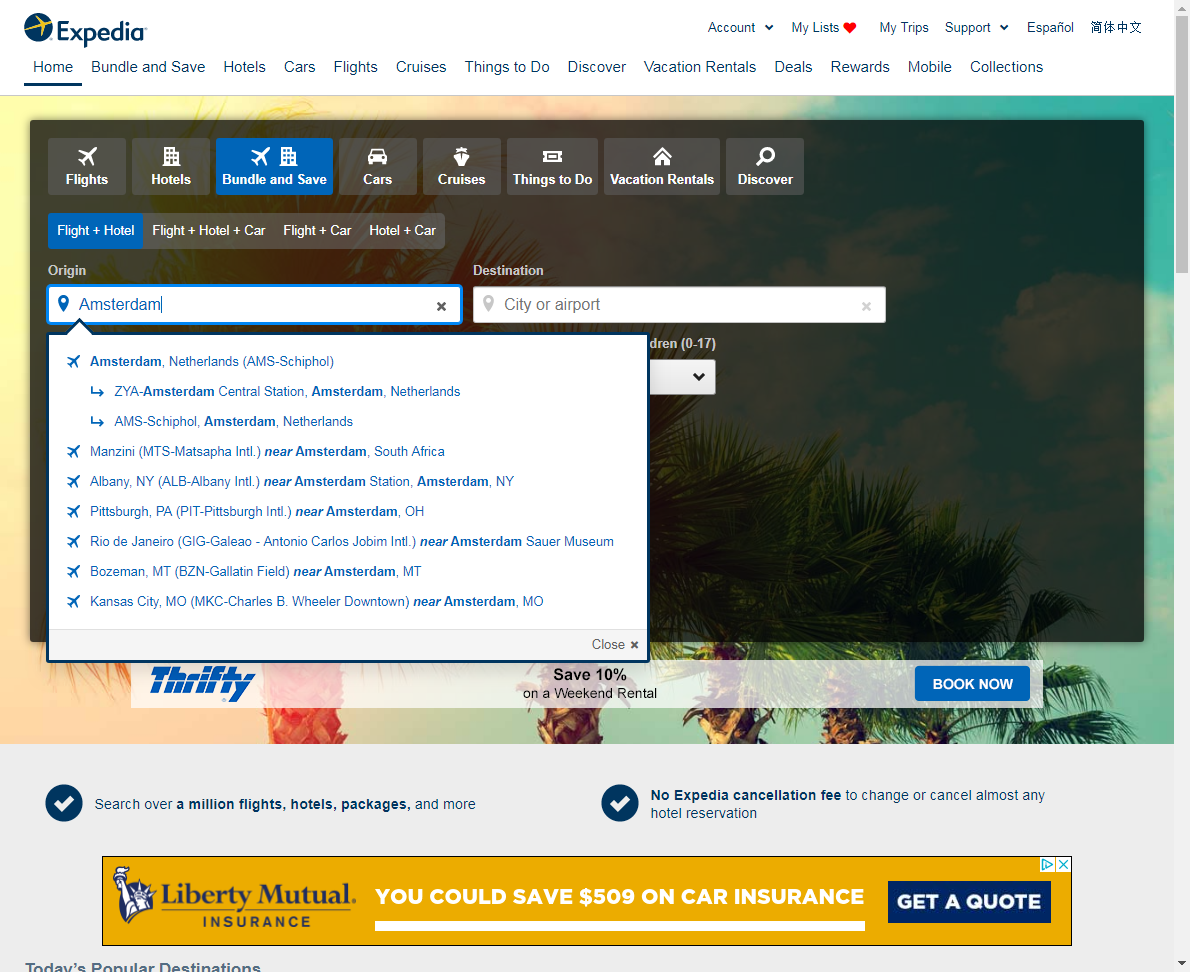 Expedia
Account
My Lists
My Trips
Support
Español
简体中文
Home
Bundle and Save
Hotels
Cars
Flights
Cruises
Things to Do
Discover
Vacation Rentals
Deals
Rewards
Mobile
Collections
Flights
Hotels
Bundle and Save
Cars
Cruises
Things to Do
Vacation Rentals
Discover
Flight + Hotel
Flight + Hotel + Car
Flight + Car
Hotel + Car
Origin
Destination
Amsterdam
City or airport
dren (0-17)
Amsterdam, Netherlands (AMS-Schiphol)
ZYA-Amsterdam Central Station, Amsterdam, Netherlands
AMS-Schiphol, Amsterdam, Netherlands
Manzini (MTS-Matsapha Intl.) near Amsterdam, South Africa
Albany, NY (ALB-Albany Intl.) near Amsterdam Station, Amsterdam, NY
Pittsburgh, PA (PIT-Pittsburgh Intl.) near Amsterdam, OH
Rio de Janeiro (GIG-Galeao - Antonio Carlos Jobim Intl.) near Amsterdam Sauer Museum
Bozeman, MT (BZN-Gallatin Field) near Amsterdam, MT
Kansas City, MO (MKC-Charles B. Wheeler Downtown) near Amsterdam, MO
Close
Thrifty
Save 10%
on a Weekend Rental
BOOK NOW
Search over a million flights, hotels, packages, and more
No Expedia cancellation fee to change or cancel almost any
hotel reservation
Liberty Mutual.
INSURANCE
YOU COULD SAVE $509 ON CAR INSURANCE
GET A QUOTE
Today's Popular Destinations